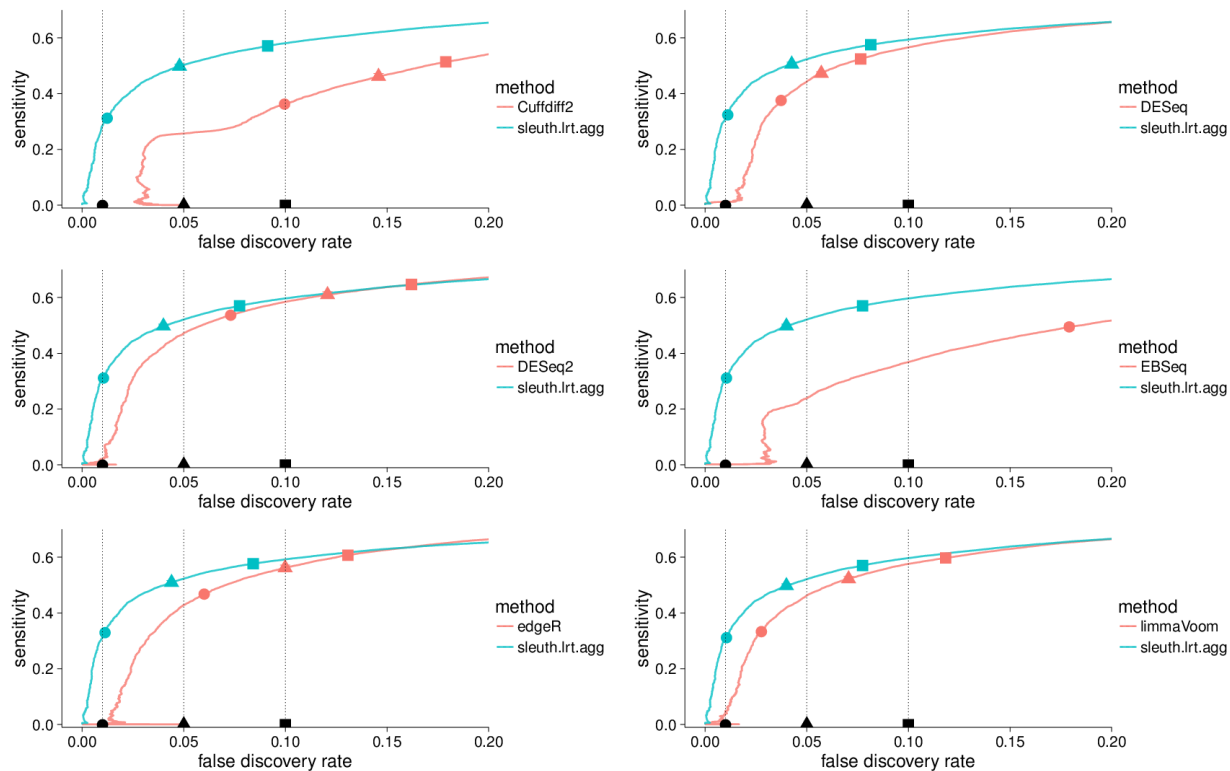 sensitivity
0.6
0.4
0.2
0.0
0.00 0.05 0.10 0.15 0.20
false discovery rate
method
Cuffdiff2
sleuth.lrt.agg
sensitivity
0.6
0.4
0.2
0.0
0.00 0.05 0.10 0.15 0.20
false discovery rate
method
DESeq
sleuth.lrt.agg
sensitivity
0.6
0.4
0.2
0.0
0.00 0.05 0.10 0.15 0.20
false discovery rate
method
DESeq2
sleuth.lrt.agg
sensitivity
0.6
0.4
0.2
0.0
0.00 0.05 0.10 0.15 0.20
false discovery rate
method
EBSeq
sleuth.lrt.agg
sensitivity
0.6
0.4
0.2
0.0
0.00 0.05 0.10 0.15 0.20
false discovery rate
method
edgeR
sleuth.lrt.agg
sensitivity
0.6
0.4
0.2
0.0
0.00 0.05 0.10 0.15 0.20
false discovery rate
method
limmaVoom
sleuth.lrt.agg